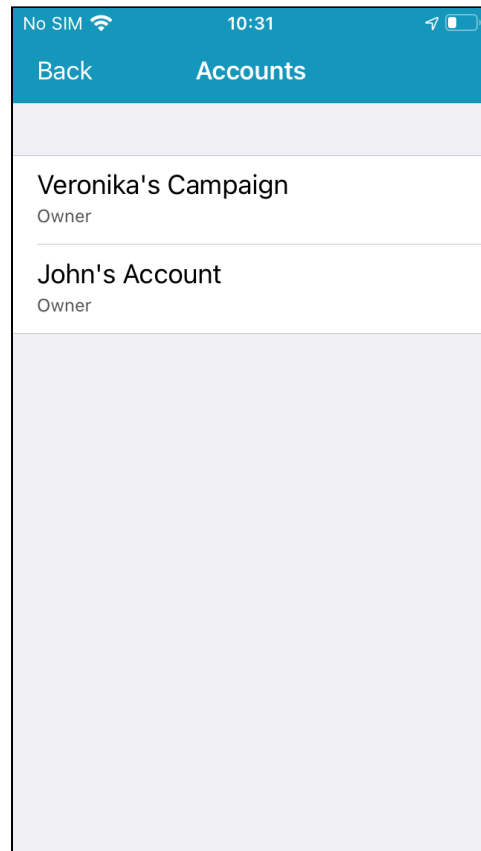 No SIM 10:31
Back Accounts
Veronika's Campaign
Owner
John's Account
Owner